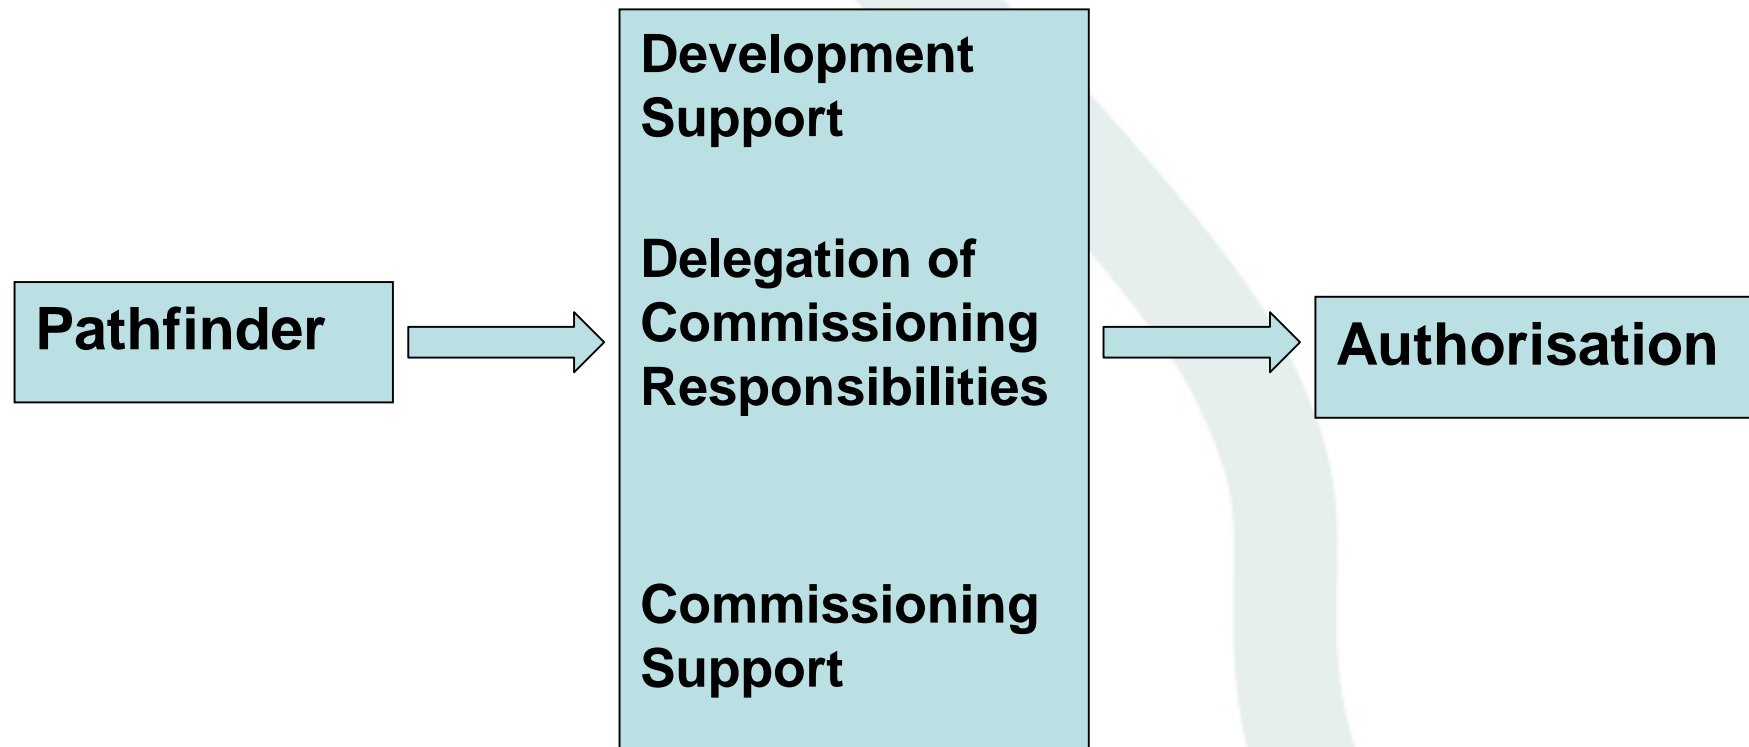 Pathfinder
Development
Support
Delegation of
Commissioning
Responsibilities
Commissioning
Support
Authorisation